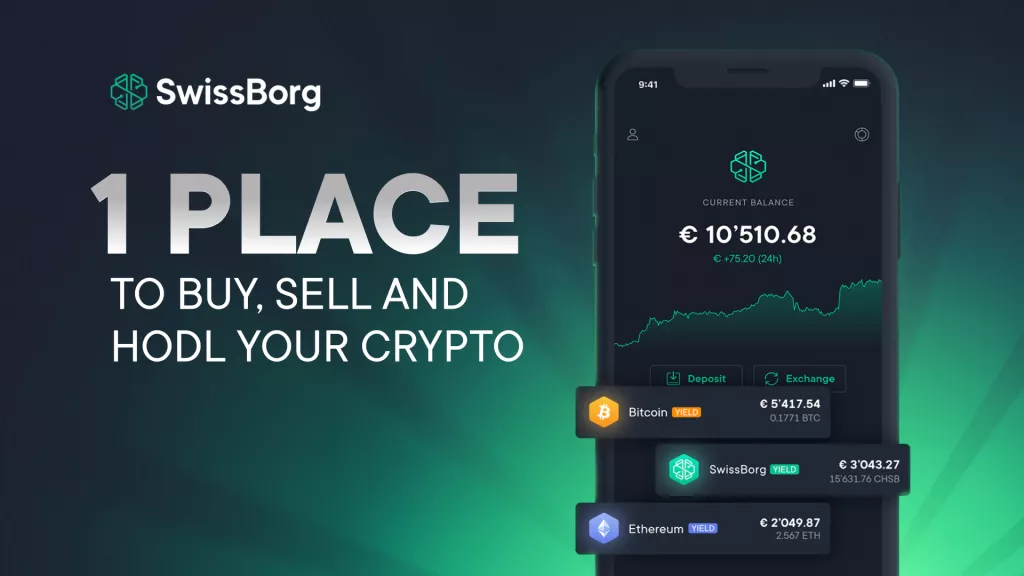 SwissBorg
1 PLACE
TO BUY, SELL AND
HODL YOUR CRYPTO
9:41
CURRENT BALANCE
€ 10’510.68
€ +75.20 (24h)
Deposit
Exchange
Bitcoin YIELD
€ 5’417.54
0.1771 BTC
SwissBorg YIELD
€ 3’043.27
15’631.76 CHSB
Ethereum YIELD
€ 2’049.87
2.567 ETH